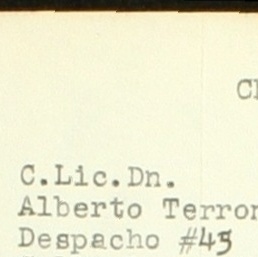 C.Lic.Dn.
Alberto Terron
Despacho #45